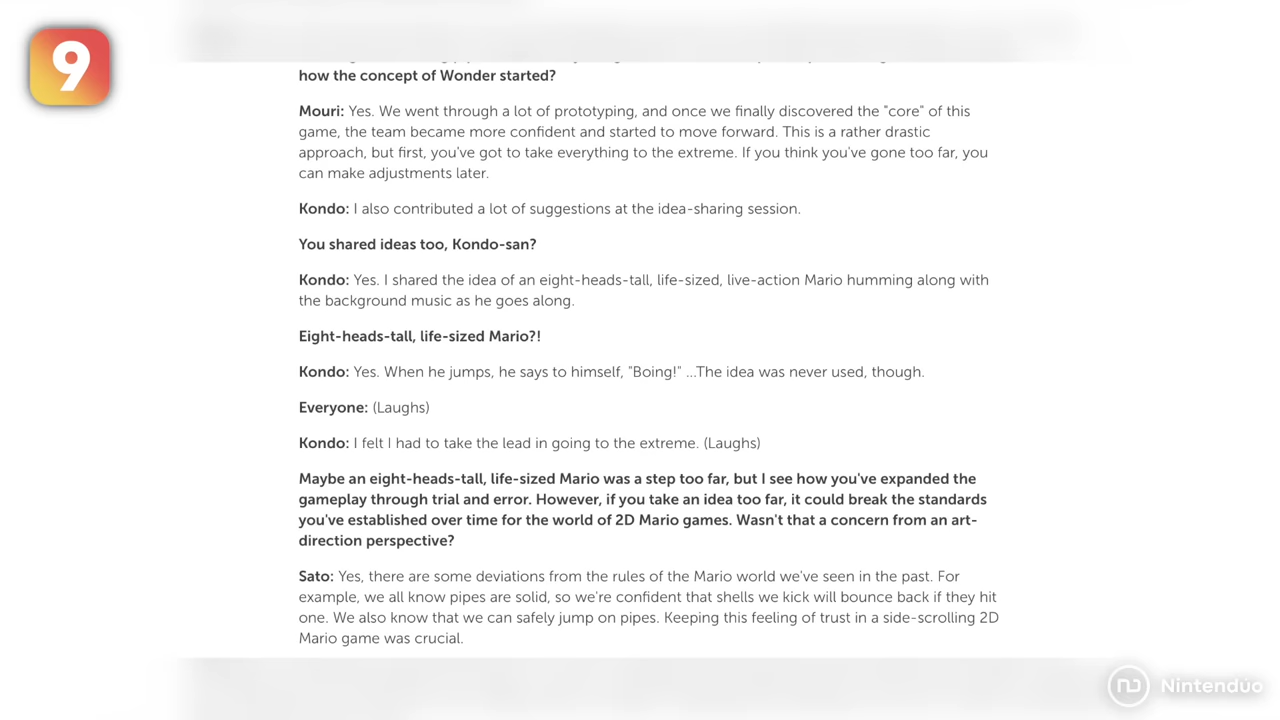 9
how the concept of Wonder started?
Mouri: Yes. We went through a lot of prototyping, and once we finally discovered the "core" of this
game, the team became more confident and started to move forward. This is a rather drastic
approach, but first, you've got to take everything to the extreme. If you think you've gone too far, you
can make adjustments later.
Kondo: I also contributed a lot of suggestions at the idea-sharing session.
You shared ideas too, Kondo-san?
Kondo: Yes. I shared the idea of an eight-heads-tall, life-sized, live-action Mario humming along with
the background music as he goes along.
Eight-heads-tall, life-sized Mario?!
Kondo: Yes. When he jumps, he says to himself, "Boing!" ...The idea was never used, though.
Everyone: (Laughs)
Kondo: I felt I had to take the lead in going to the extreme. (Laughs)
Maybe an eight-heads-tall, life-sized Mario was a step too far, but I see how you've expanded the
gameplay through trial and error. However, if you take an idea too far, it could break the standards
you've established over time for the world of 2D Mario games. Wasn't that a concern from an art-
direction perspective?
Sato: Yes, there are some deviations from the rules of the Mario world we've seen in the past. For
example, we all know pipes are solid, so we're confident that shells we kick will bounce back if they hit
one. We also know that we can safely jump on pipes. Keeping this feeling of trust in a side-scrolling 2D
Mario game was crucial.
Nintendúo